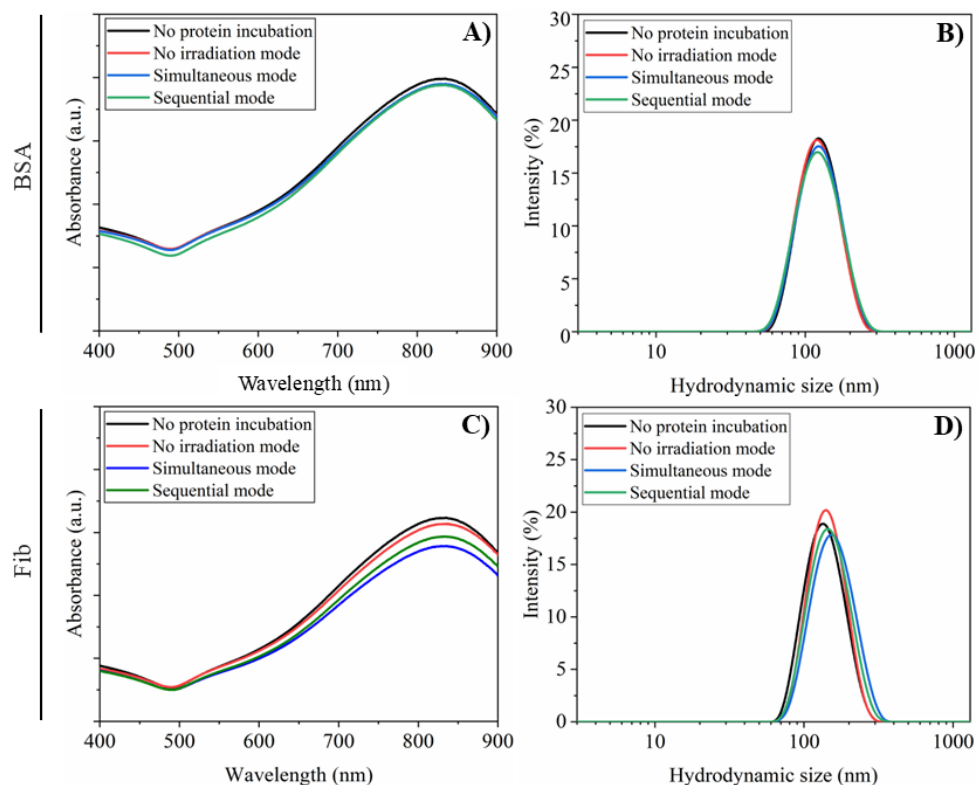 BSA
No protein incubation
No irradiation mode
Simultaneous mode
Sequential mode
A)
Absorbance (a.u.)
400 500 600 700 800 900
Wavelength (nm)
No protein incubation
No irradiation mode
Simultaneous mode
Sequential mode
B)
Intensity (%)
30
25
20
15
10
5
0
10 100 1000
Hydrodynamic size (nm)
Fib
No protein incubation
No irradiation mode
Simultaneous mode
Sequential mode
C)
Absorbance (a.u.)
400 500 600 700 800 900
Wavelength (nm)
No protein incubation
No irradiation mode
Simultaneous mode
Sequential mode
D)
Intensity (%)
30
25
20
15
10
5
0
10 100 1000
Hydrodynamic size (nm)